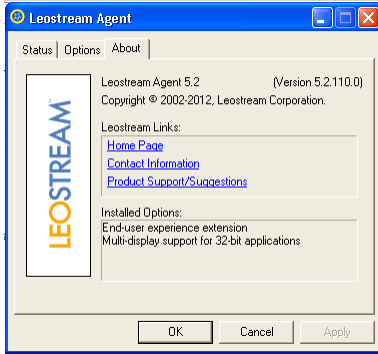 Leostream Agent
Status Options About
LEOSTREAM
Leostream Agent 5.2 (Version 5.2.110.0)
Copyright © 2002-2012, Leostream Corporation.
Leostream Links:
Home Page
Contact Information
Product Support/Suggestions
Installed Options:
End-user experience extension
Multi-display support for 32-bit applications
OK Cancel Apply